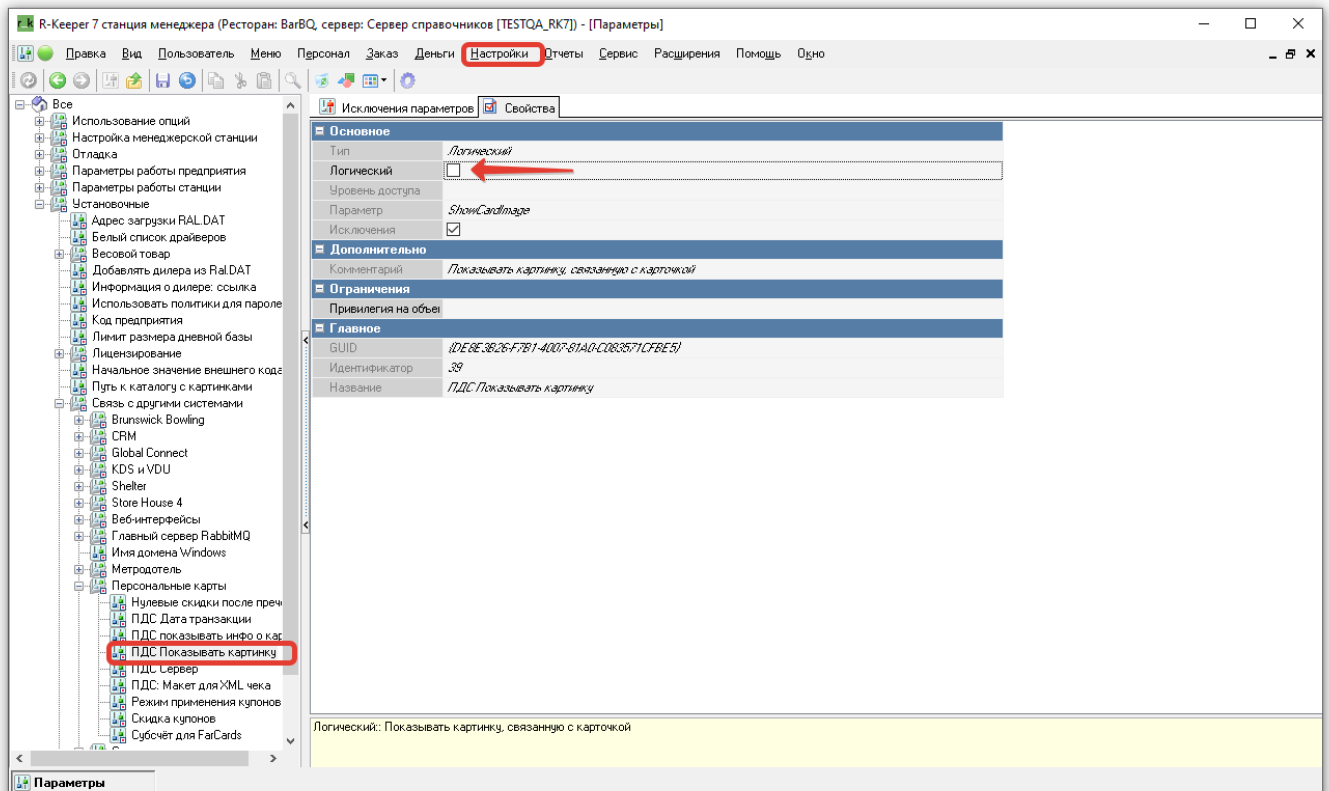 R-Keeper 7 станция менеджера (Ресторан: BarBQ, сервер: Сервер справочников [TESTQA_RK7]) - [Параметры]
Правка Вид Пользователь Меню Персонал Заказ Деньги Настройки Отчеты Сервис Расширения Помощь Окно
Все
Использование опций
Настройка менеджерской станции
Отладка
Параметры работы предприятия
Параметры работы станции
Установочные
Адрес загрузки RAL.DAT
Белый список драйверов
Весовой товар
Добавлять дилера из Ral.DAT
Информация о дилере: ссылка
Использовать политики для пароле
Код предприятия
Лимит размера дневной базы
Лицензирование
Начальное значение внешнего кода
Путь к каталогу с картинками
Связь с другими системами
Brunswick Bowling
CRM
Global Connect
KDS и VDU
Shelter
Store House 4
Веб-интерфейсы
Главный сервер RabbitMQ
Имя домена Windows
Метродотель
Персональные карты
Нулевые скидки после пречe
ПДС Дата транзакции
ПДС показывать инфо о кар
ПДС Показывать картинку
ПДС Сервер
ПДС: Макет для XML чека
Режим применения купонов
Скидка купонов
Субсчёт для FarCards
Исключения параметров Свойства
Основное
Тип Логический
Логический
Уровень доступа
Параметр ShowCardImage
Исключения
Дополнительно
Комментарий Показывать картинку, связанную с карточкой
Ограничения
Привилегия на объек
Главное
GUID {DE8E3B26-F7B1-4007-81A0-C083571CFBE5}
Идентификатор 39
Название ПДС Показывать картинку
Логический:: Показывать картинку, связанную с карточкой
Параметры